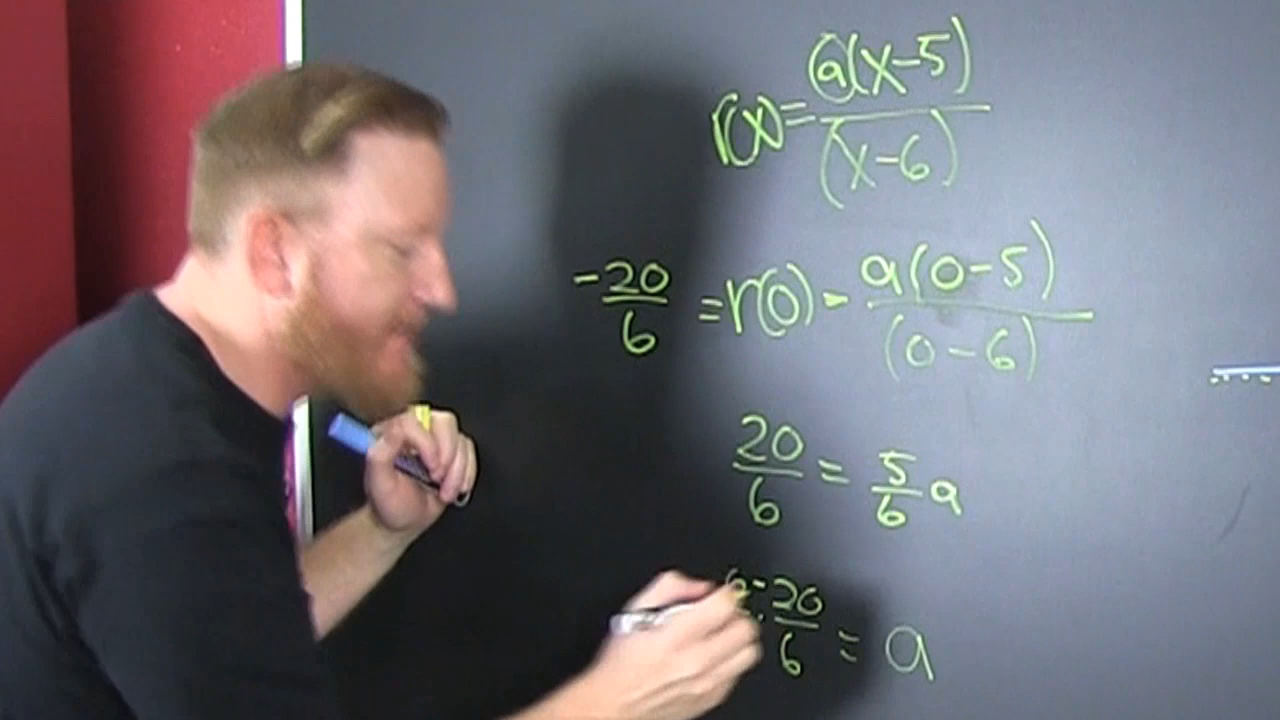 r(x) = a(x-5)/(x-6)
-20/6 = r(0) = a(0-5)/(0-6)
20/6 = 5/6 a
20/6 = a